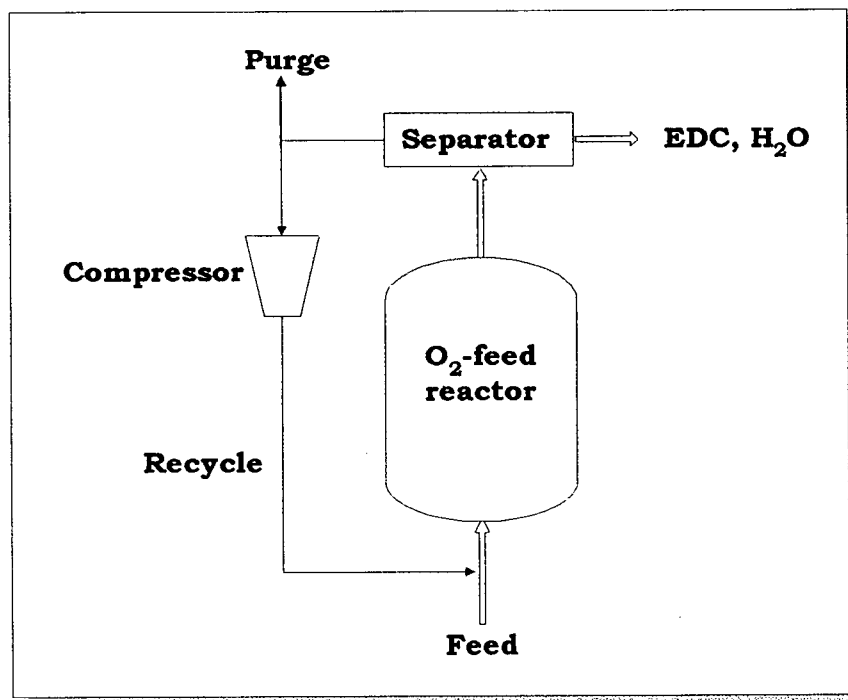 Purge
Separator
EDC, H₂O
Compressor
O₂-feed
reactor
Recycle
Feed